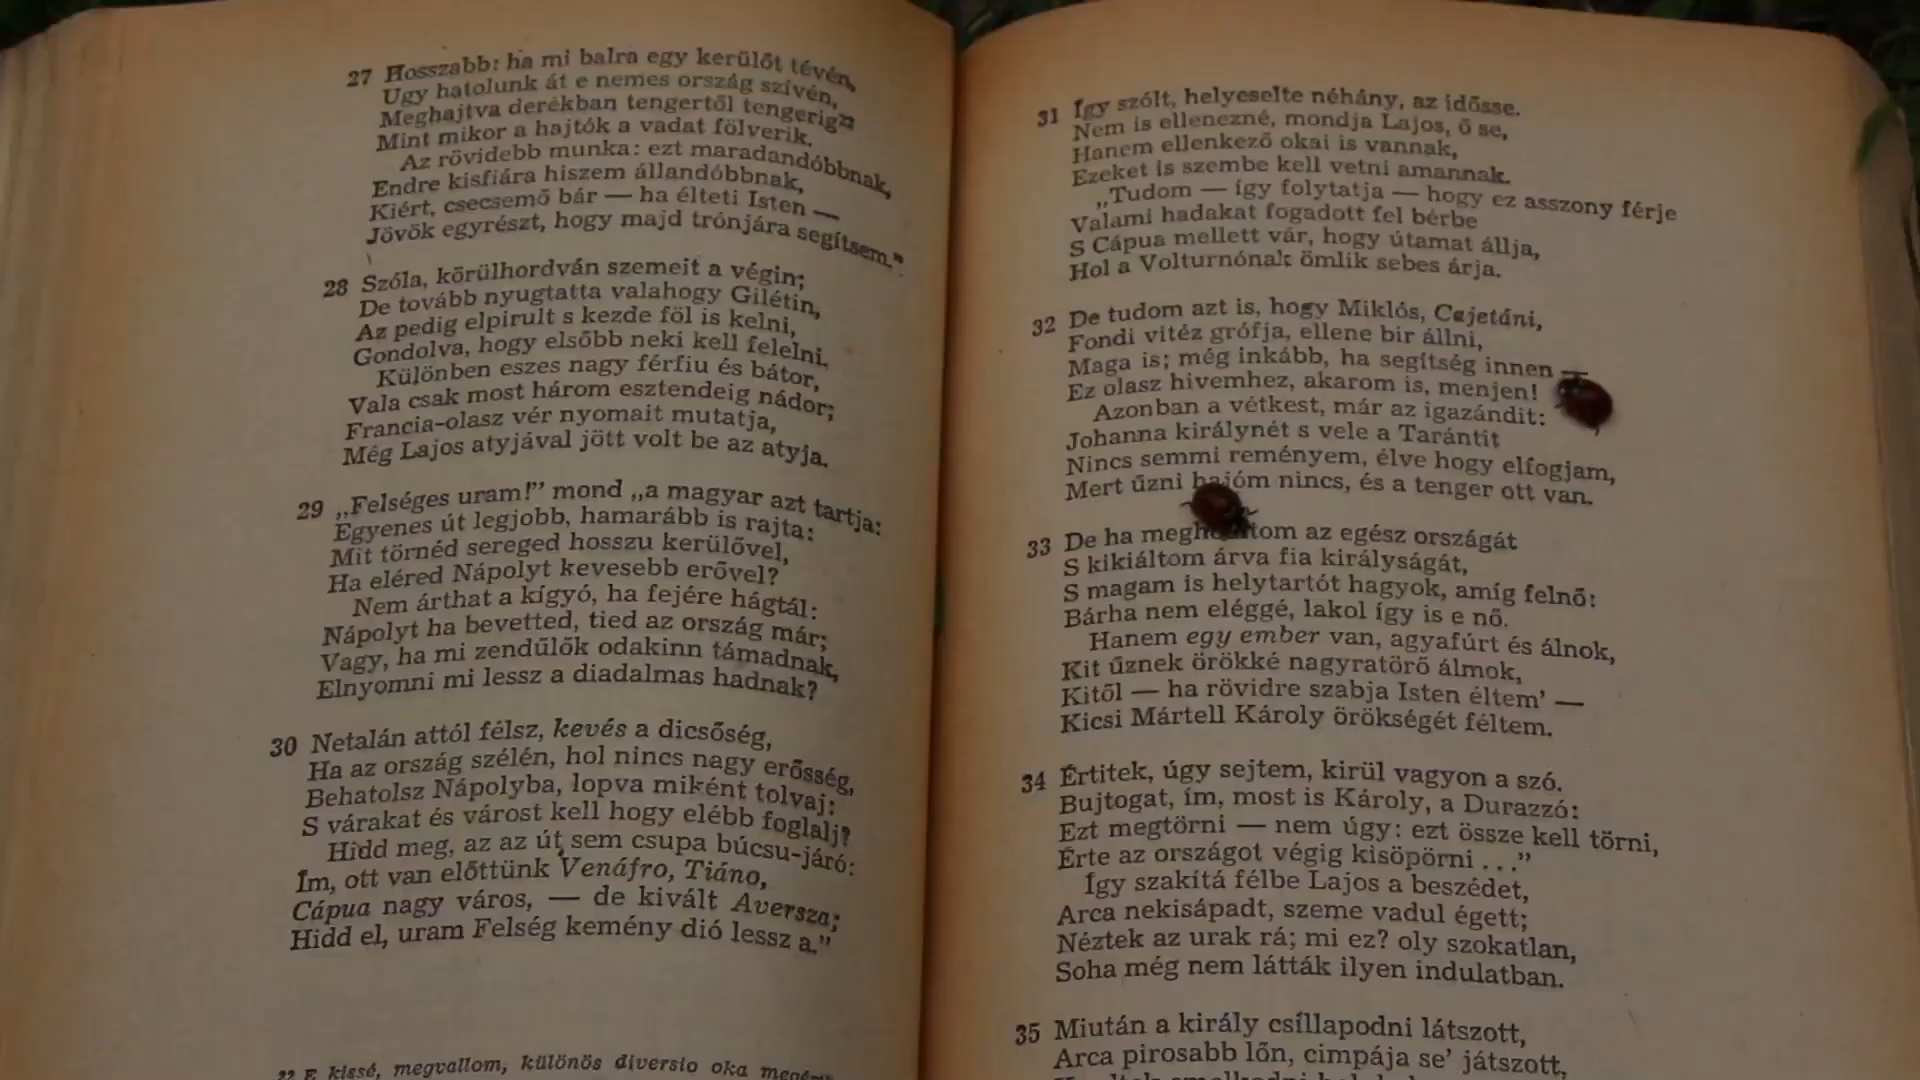 27 Hosszabb: ha mi balra egy kerülőt tévén,
Ugy hatolunk át e nemes ország szívén,
Meghajtva derékban tengertől tengerig²²
Mint mikor a hajtók a vadat fölverik.
Az rövidebb munka: ezt maradandóbbnak,
Endre kisfiára hiszem állandóbbnak,
Kiért, csecsemő bár — ha élteti Isten —
Jövök egyrészt, hogy majd trónjára segítsem."
28 Szóla, körülhordván szemeit a végin;
De tovább nyugtatta valahogy Gilétin,
Az pedig elpirult s kezde föl is kelni,
Gondolva, hogy elsőbb neki kell felelni.
Különben eszes nagy férfiu és bátor,
Vala csak most három esztendeig nádor;
Francia-olasz vér nyomait mutatja,
Még Lajos atyjával jött volt be az atyja.
29 „Felséges uram!" mond „a magyar azt tartja:
Egyenes út legjobb, hamarább is rajta:
Mit törnéd sereged hosszu kerülővel,
Ha eléred Nápolyt kevesebb erővel?
Nem árthat a kígyó, ha fejére hágtál:
Nápolyt ha bevetted, tied az ország már;
Vagy, ha mi zendűlők odakinn támadnak,
Elnyomni mi lessz a diadalmas hadnak?
30 Netalán attól félsz, kevés a dicsőség,
Ha az ország szélén, hol nincs nagy erősség,
Behatolsz Nápolyba, lopva miként tolvaj:
S várakat és várost kell hogy elébb foglalj?
Hidd meg, az az út sem csupa búcsu-járó:
Ím, ott van előttünk Venáfro, Tiáno,
Cápua nagy város, — de kivált Aversza;
Hidd el, uram Felség kemény dió lessz a."
22 E kissé, megvallom, különös diversio oka
31 Így szólt, helyeselte néhány, az idősse.
Nem is ellenezné, mondja Lajos, ő se,
Hanem ellenkező okai is vannak,
Ezeket is szembe kell vetni amannak.
„Tudom — így folytatja — hogy ez asszony férje
Valami hadakat fogadott fel bérbe
S Cápua mellett vár, hogy útamat állja,
Hol a Volturnónak ömlik sebes árja.
32 De tudom azt is, hogy Miklós, Cajetáni,
Fondi vitéz grófja, ellene bir állni,
Maga is; még inkább, ha segítség innen —
Ez olasz hivemhez, akarom is, menjen!
Azonban a vétkest, már az igazándit:
Johanna királynét s vele a Tarántit
Nincs semmi reményem, élve hogy elfogjam,
Mert űzni hajóm nincs, és a tenger ott van.
33 De ha az egész országát
S kikiáltom árva fia királyságát,
S magam is helytartót hagyok, amíg felnő:
Bárha nem eléggé, lakol így is e nő.
Hanem egy ember van, agyafúrt és álnok,
Kit űznek örökké nagyratörő álmok,
Kitől — ha rövidre szabja Isten éltem' —
Kicsi Mártell Károly örökségét féltem.
34 Értitek, úgy sejtem, kirül vagyon a szó.
Bujtogat, ím, most is Károly, a Durazzó:
Ezt megtörni — nem úgy: ezt össze kell törni,
Érte az országot végig kisöpörni . . ."
Így szakítá félbe Lajos a beszédet,
Arca nekisápadt, szeme vadul égett;
Néztek az urak rá; mi ez? oly szokatlan,
Soha még nem látták ilyen indulatban.
35 Miután a király csillapodni látszott,
Arca pirosabb lőn, cimpája se' játszott,